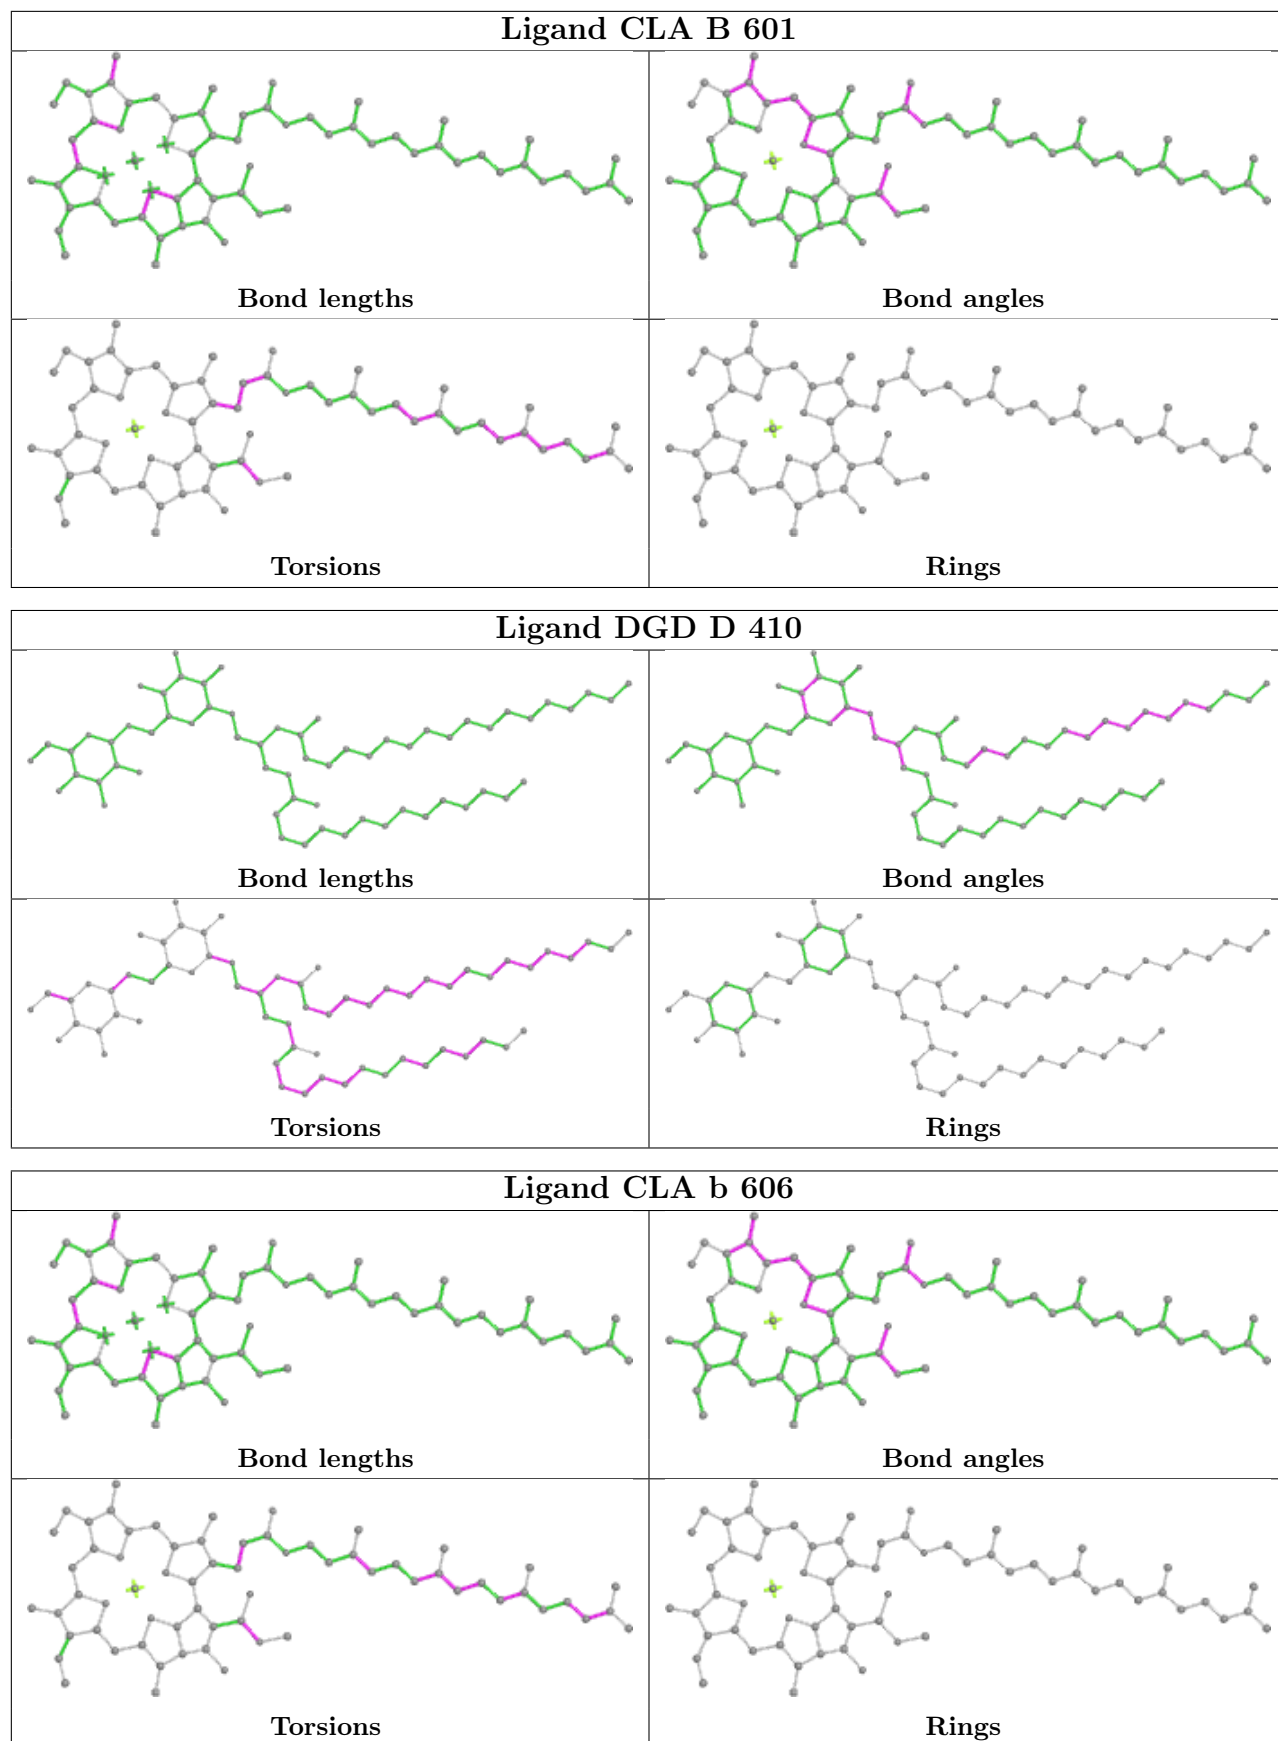 Ligand CLA B 601
Bond lengths
Bond angles
Torsions
Rings
Ligand DGD D 410
Bond lengths
Bond angles
Torsions
Rings
Ligand CLA b 606
Bond lengths
Bond angles
Torsions
Rings